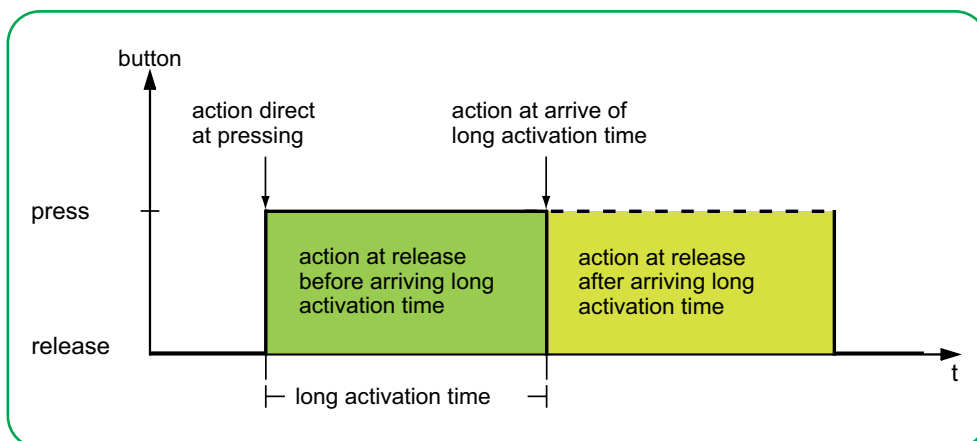 button
action direct
at pressing
action at arrive of
long activation time
press
action at release
before arriving long
activation time
action at release
after arriving long
activation time
release
t
long activation time